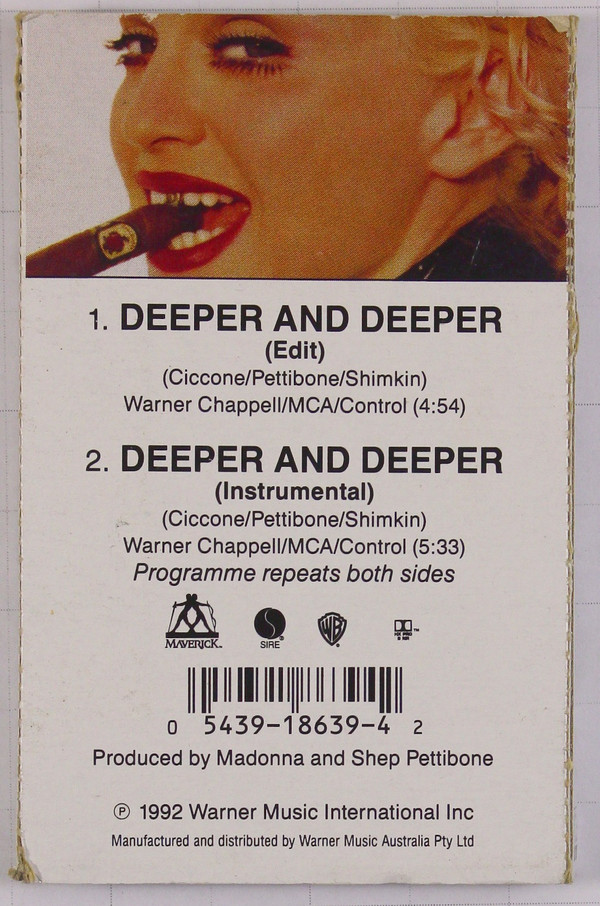 1. DEEPER AND DEEPER
(Edit)
(Ciccone/Pettibone/Shimkin)
Warner Chappell/MCA/Control (4:54)
2. DEEPER AND DEEPER
(Instrumental)
(Ciccone/Pettibone/Shimkin)
Warner Chappell/MCA/Control (5:33)
Programme repeats both sides
MAVERICK™ SIRE® WB® ™
0 5439-18639-4 2
Produced by Madonna and Shep Pettibone
℗ 1992 Warner Music International Inc
Manufactured and distributed by Warner Music Australia Pty Ltd